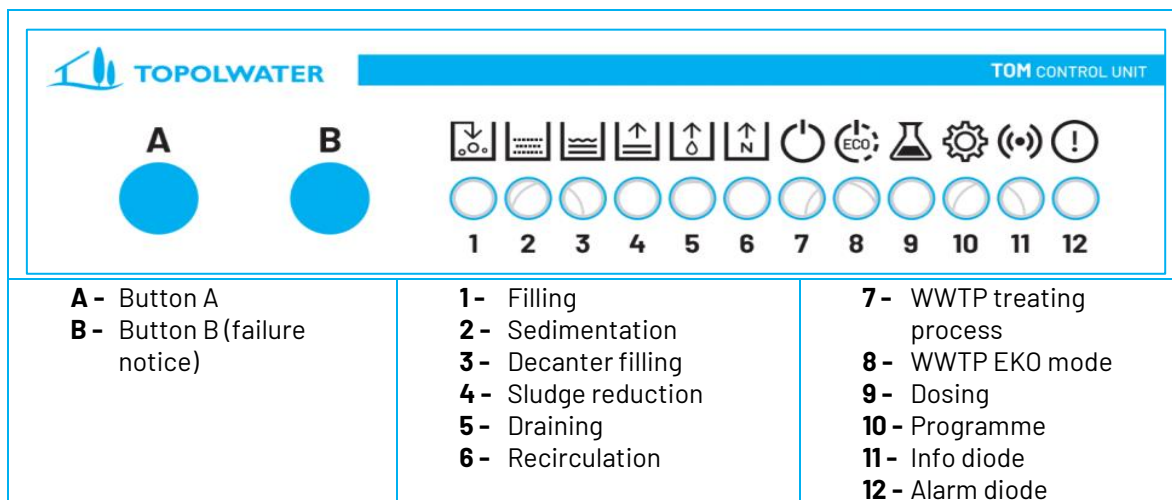 TOPOLWATER
TOM CONTROL UNIT
A B
ECO
N
1 2 3 4 5 6 7 8 9 10 11 12
A - Button A
B - Button B (failure
notice)
1 - Filling
2 - Sedimentation
3 - Decanter filling
4 - Sludge reduction
5 - Draining
6 - Recirculation
7 - WWTP treating
process
8 - WWTP EKO mode
9 - Dosing
10 - Programme
11 - Info diode
12 - Alarm diode